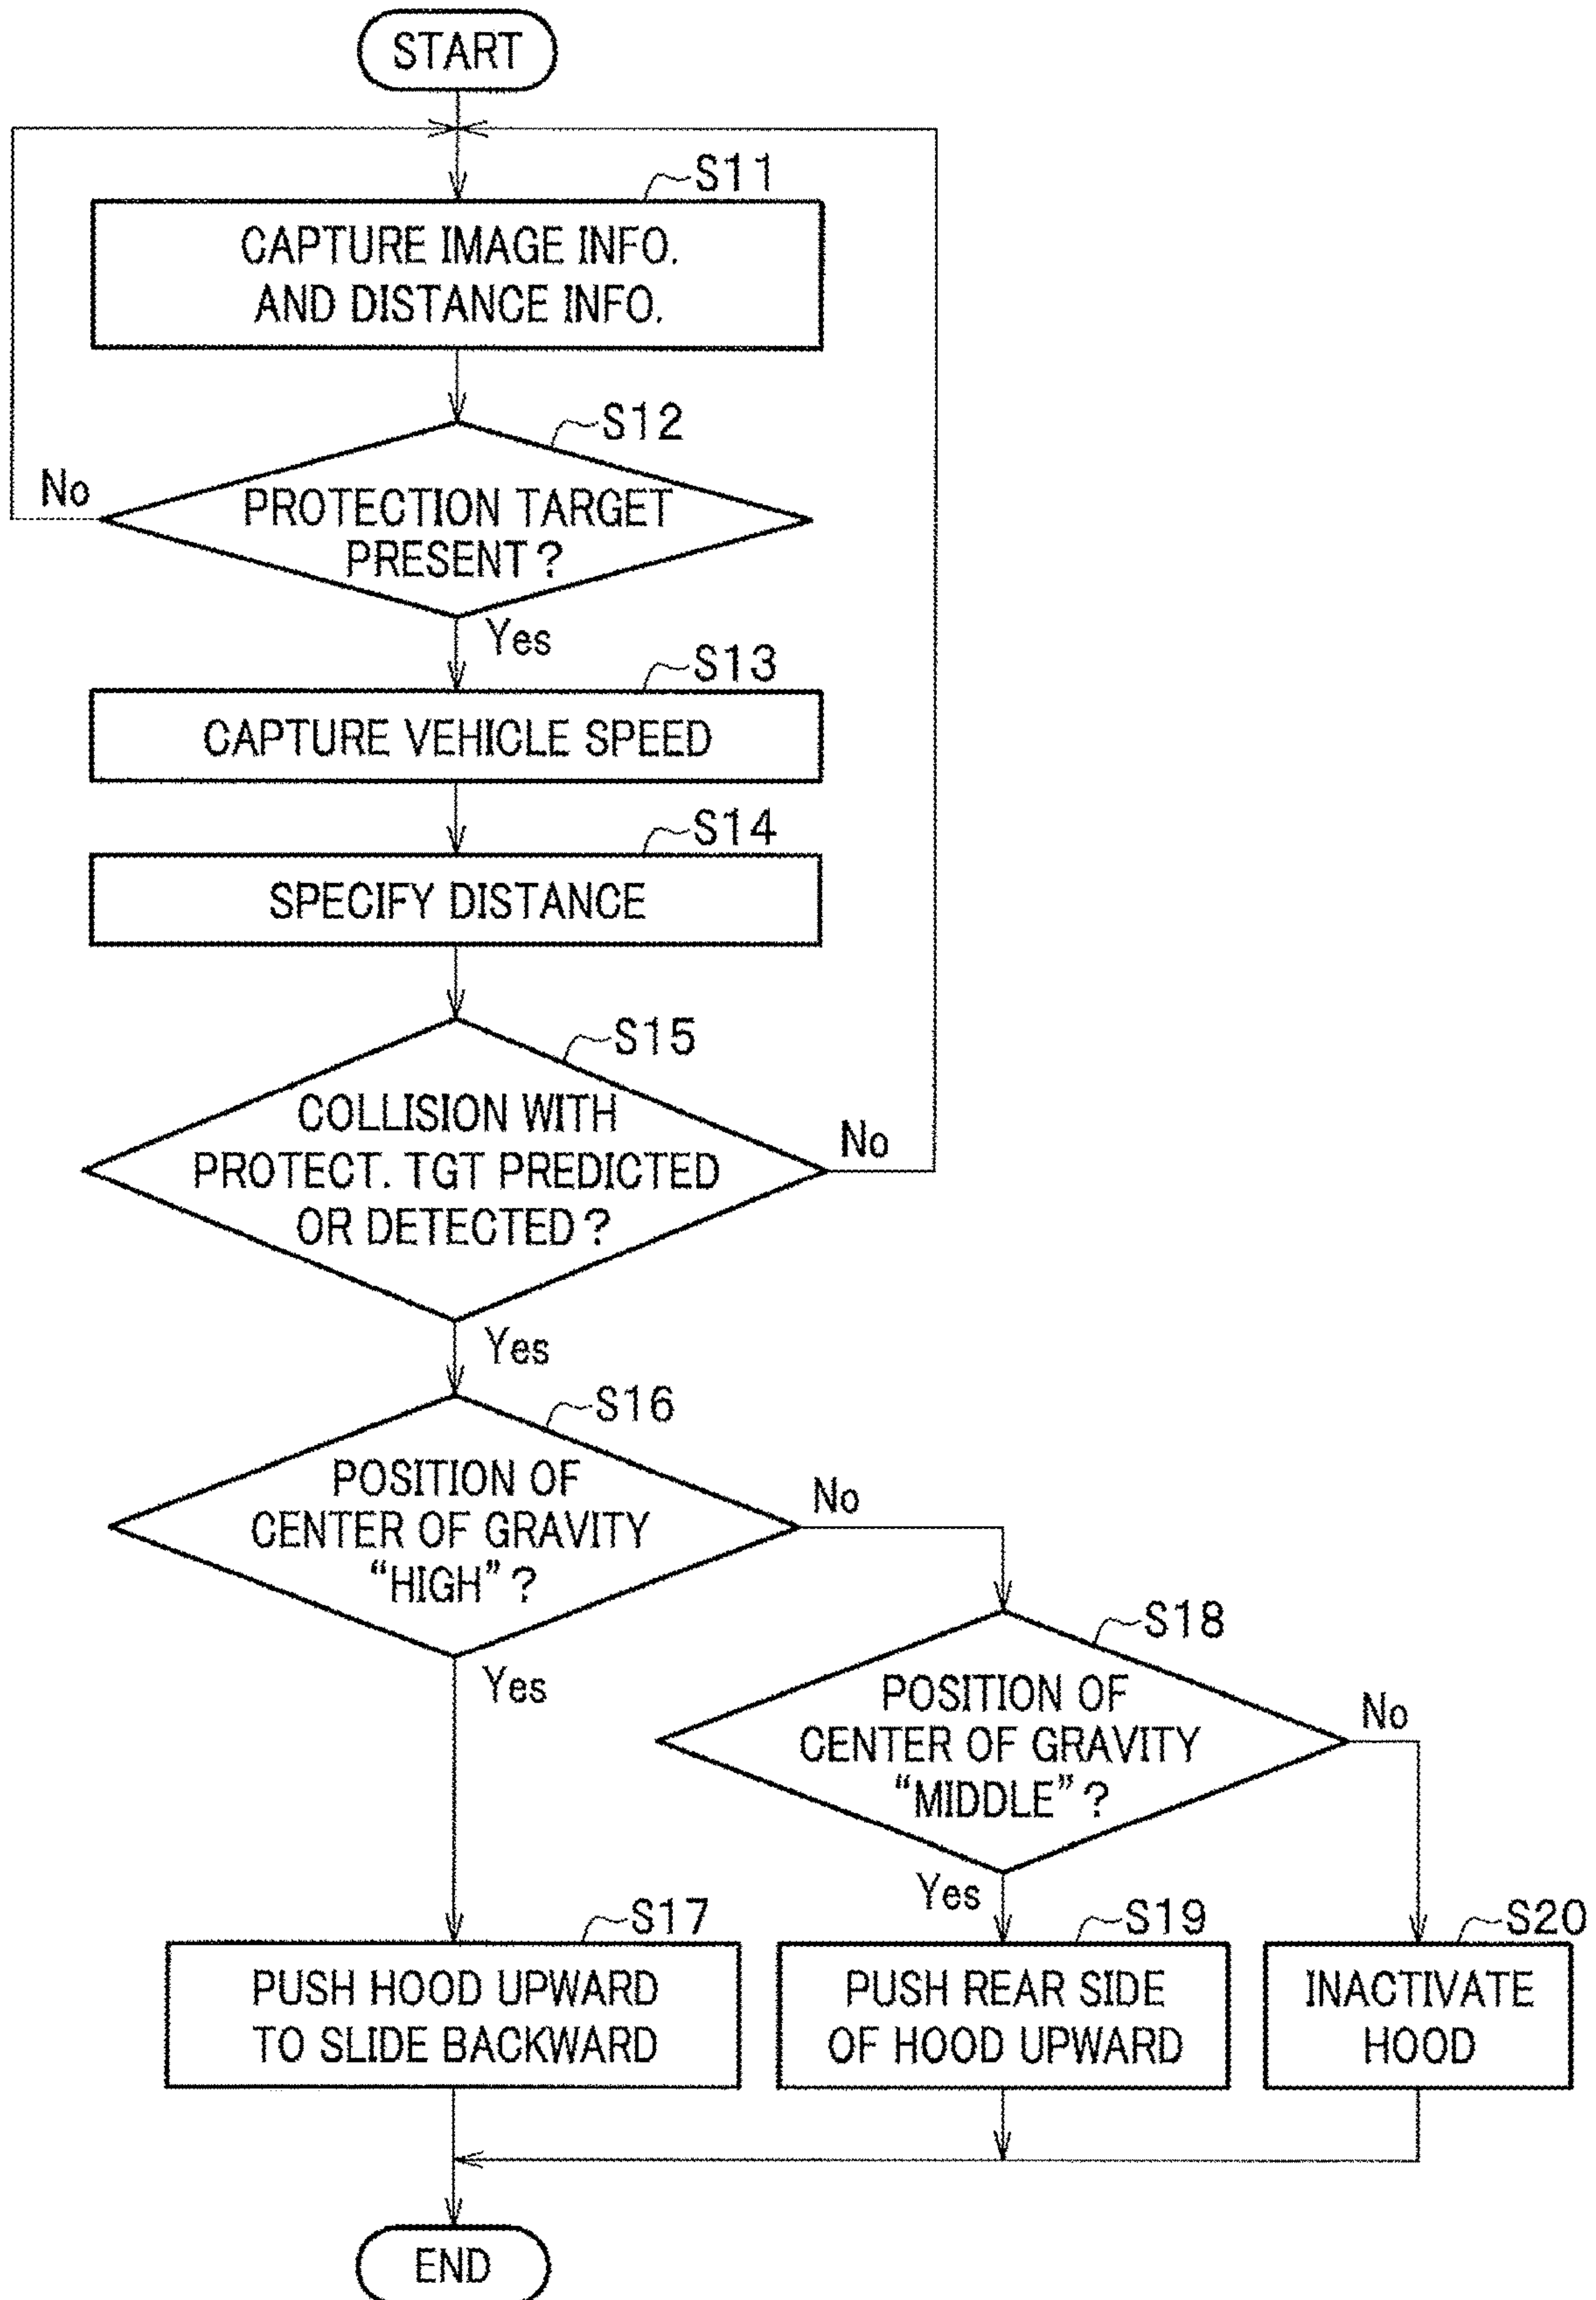 START
S11
CAPTURE IMAGE INFO.
AND DISTANCE INFO.
S12
No
PROTECTION TARGET
PRESENT?
Yes
S13
CAPTURE VEHICLE SPEED
S14
SPECIFY DISTANCE
S15
COLLISION WITH
PROTECT. TGT PREDICTED
OR DETECTED?
No
Yes
S16
POSITION OF
CENTER OF GRAVITY
“HIGH”?
No
Yes
S18
POSITION OF
CENTER OF GRAVITY
“MIDDLE”?
No
Yes
S17
PUSH HOOD UPWARD
TO SLIDE BACKWARD
S19
PUSH REAR SIDE
OF HOOD UPWARD
S20
INACTIVATE
HOOD
END